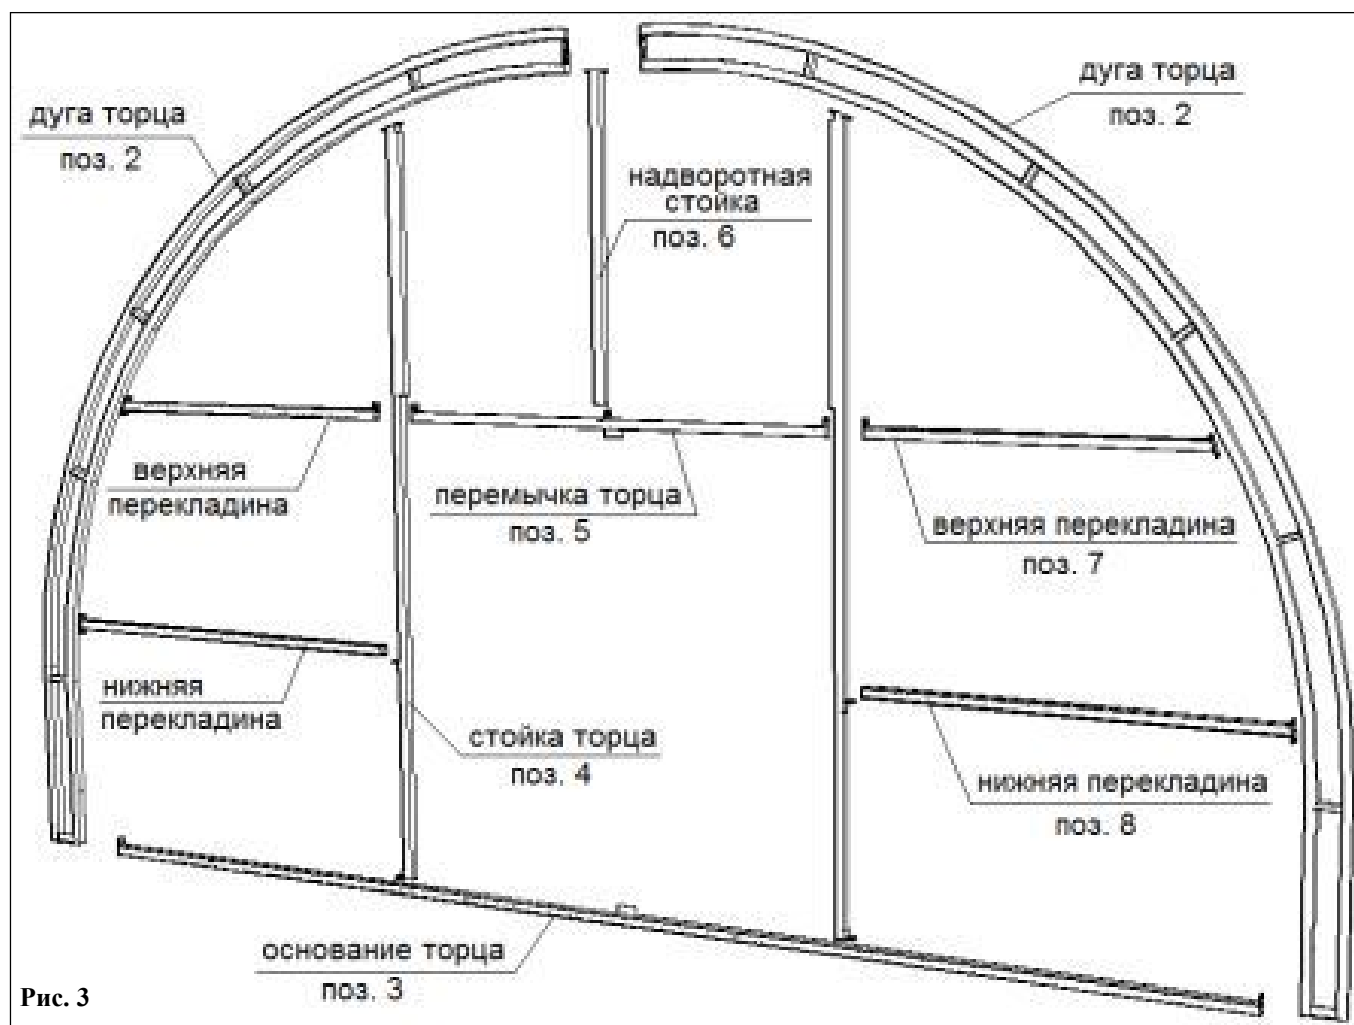 дуга торца
поз. 2
дуга торца
поз. 2
надворотная
стойка
поз. 6
верхняя
перекладина
перемычка торца
поз. 5
верхняя перекладина
поз. 7
нижняя
перекладина
стойка торца
поз. 4
нижняя перекладина
поз. 8
основание торца
поз. 3
Рис. 3